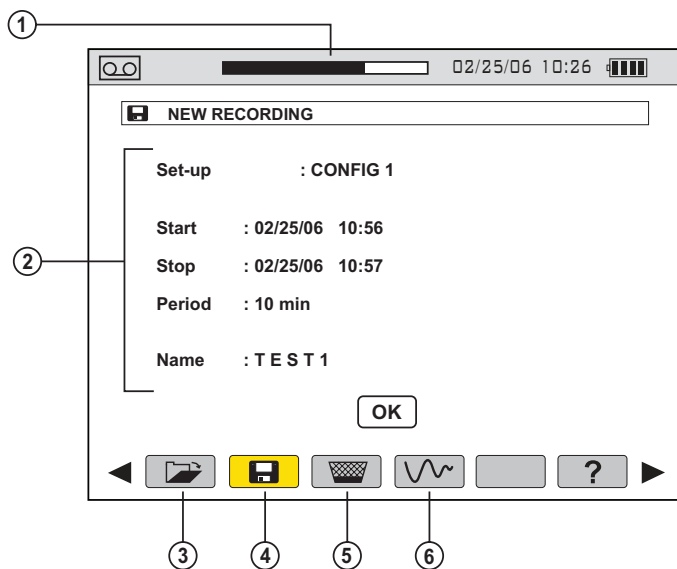 1
02/25/06 10:26
NEW RECORDING
Set-up : CONFIG 1
Start : 02/25/06 10:56
2
Stop : 02/25/06 10:57
Period : 10 min
Name : T E S T 1
OK
?
3 4 5 6